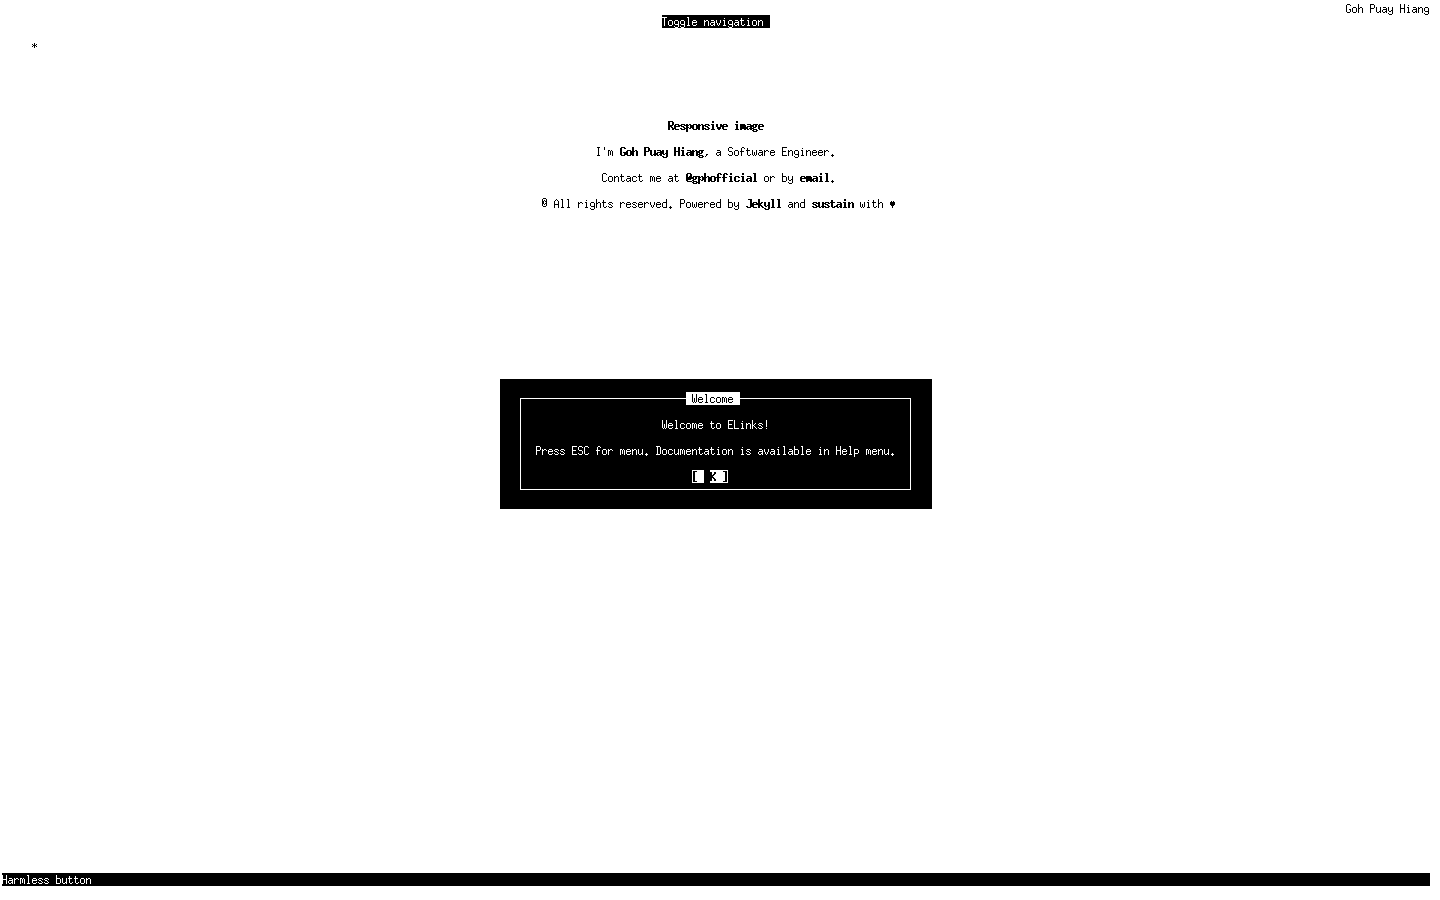 Goh Puay Hiang
Toggle navigation
*
Responsive image
I'm Goh Puay Hiang, a Software Engineer.
Contact me at @gphofficial or by email.
© All rights reserved. Powered by Jekyll and sustain with ♥
Welcome
Welcome to ELinks!
Press ESC for menu. Documentation is available in Help menu.
[ K ]
Harmless button